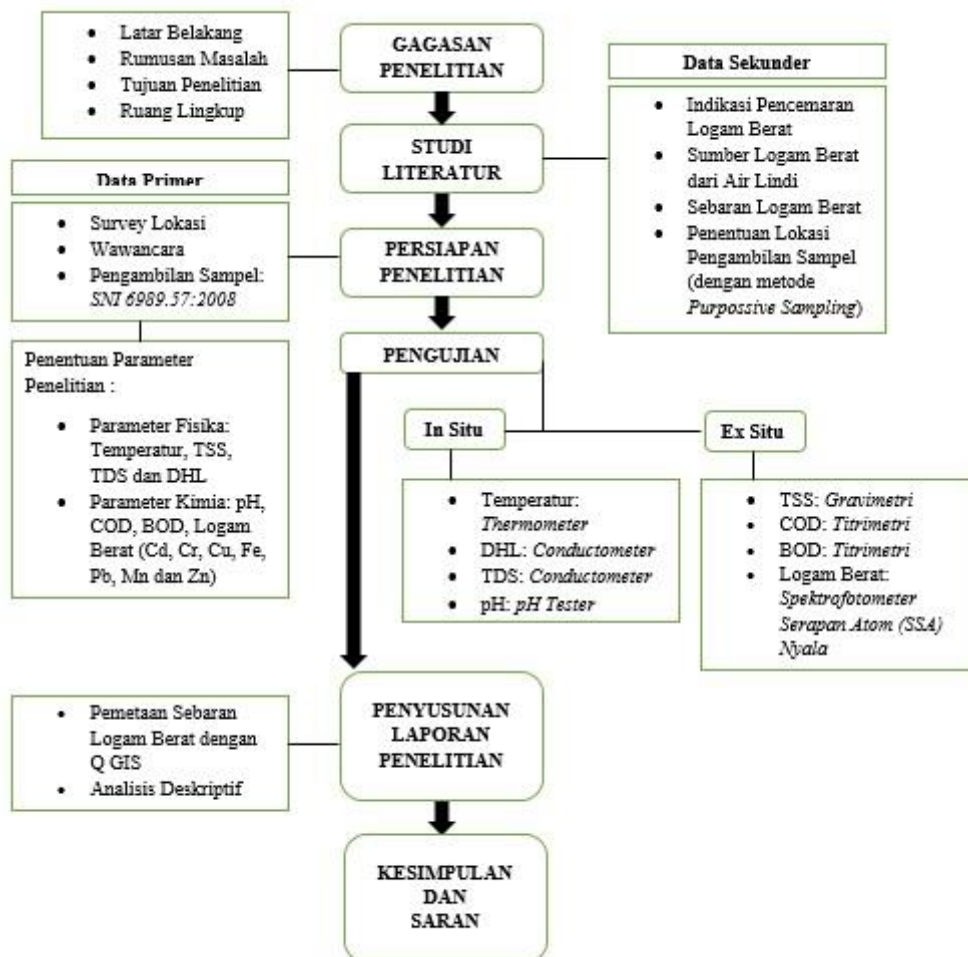 • Latar Belakang
• Rumusan Masalah
• Tujuan Penelitian
• Ruang Lingkup
GAGASAN
PENELITIAN
Data Sekunder
• Indikasi Pencemaran
Logam Berat
• Sumber Logam Berat
dari Air Lindi
• Sebaran Logam Berat
• Penentuan Lokasi
Pengambilan Sampel
(dengan metode
Purpossive Sampling)
STUDI
LITERATUR
Data Primer
• Survey Lokasi
• Wawancara
• Pengambilan Sampel:
SNI 6989.57:2008
PERSIAPAN
PENELITIAN
Penentuan Parameter
Penelitian :
• Parameter Fisika:
Temperatur, TSS,
TDS dan DHL
• Parameter Kimia: pH,
COD, BOD, Logam
Berat (Cd, Cr, Cu, Fe,
Pb, Mn dan Zn)
PENGUJIAN
In Situ
• Temperatur:
Thermometer
• DHL: Conductometer
• TDS: Conductometer
• pH: pH Tester
Ex Situ
• TSS: Gravimetri
• COD: Titrimetri
• BOD: Titrimetri
• Logam Berat:
Spektrofotometer
Serapan Atom (SSA)
Nyala
• Pemetaan Sebaran
Logam Berat dengan
Q GIS
• Analisis Deskriptif
PENYUSUNAN
LAPORAN
PENELITIAN
KESIMPULAN
DAN
SARAN